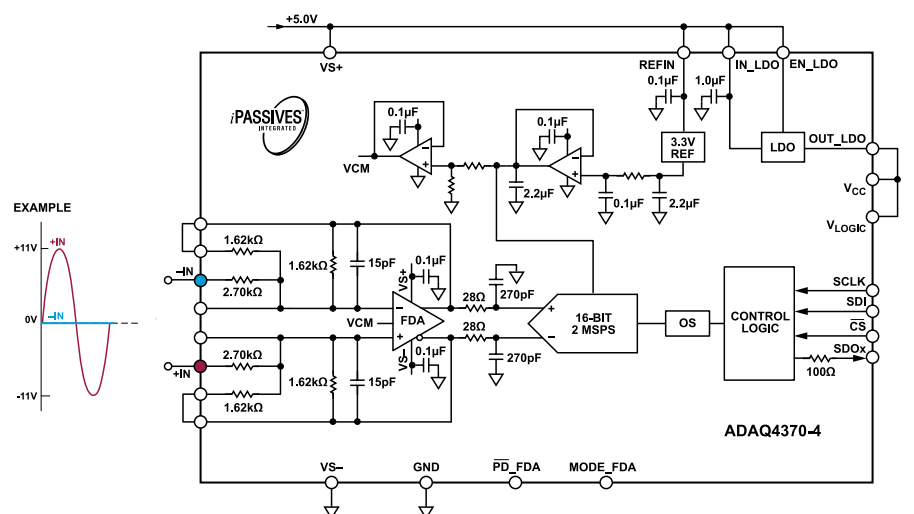 +5.0V
VS+
REFIN
IN_LDO
EN_LDO
0.1µF
1.0µF
iPASSIVES
INTEGRATED
0.1µF
0.1µF
3.3V
REF
LDO
OUT_LDO
VCM
VCC
2.2µF
0.1µF
2.2µF
VLOGIC
EXAMPLE
+11V
+IN
–IN
0V
-11V
1.62kΩ
1.62kΩ
15pF
VS+
0.1µF
270pF
–IN
2.70kΩ
28Ω
VCM
FDA
28Ω
16-BIT
2 MSPS
OS
CONTROL
LOGIC
SCLK
SDI
CS
SDOx
100Ω
2.70kΩ
+IN
1.62kΩ
1.62kΩ
15pF
VS–
0.1µF
270pF
ADAQ4370-4
VS–
GND
PD_FDA
MODE_FDA